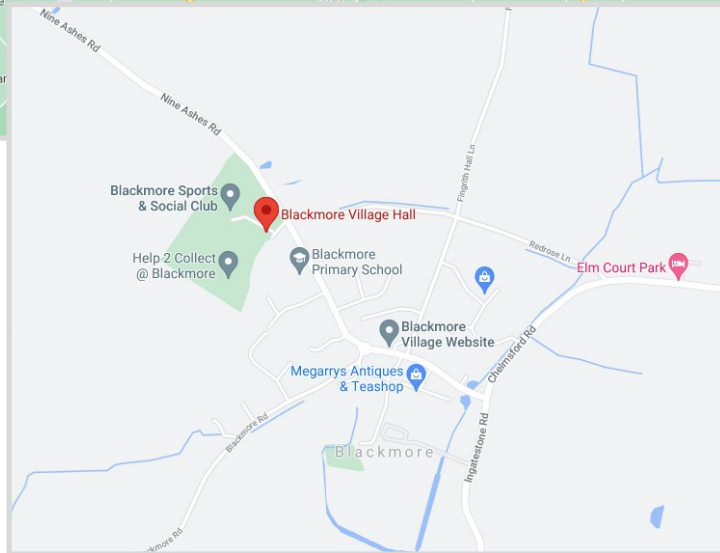 Nine Ashes Rd
Nine Ashes Rd
Fingrith Hall Ln
Blackmore Sports
& Social Club
Blackmore Village Hall
Redrose Ln
Help 2 Collect
@ Blackmore
Blackmore
Primary School
Elm Court Park
Blackmore
Village Website
Chelmsford Rd
Megarrys Antiques
& Teashop
Blackmore Rd
Blackmore
Ingatestone Rd
ckmore Rd